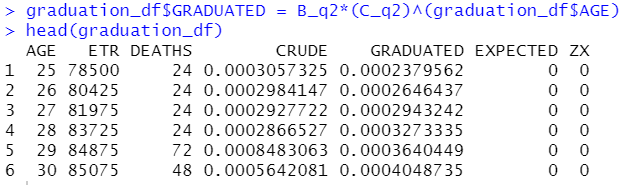 > graduation_df$GRADUATED = B_q2*(C_q2)^(graduation_df$AGE)
> head(graduation_df)
  AGE   ETR DEATHS        CRUDE    GRADUATED EXPECTED ZX
1  25 78500     24 0.0003057325 0.0002379562        0  0
2  26 80425     24 0.0002984147 0.0002646437        0  0
3  27 81975     24 0.0002927722 0.0002943242        0  0
4  28 83725     24 0.0002866527 0.0003273335        0  0
5  29 84875     72 0.0008483063 0.0003640449        0  0
6  30 85075     48 0.0005642081 0.0004048735        0  0